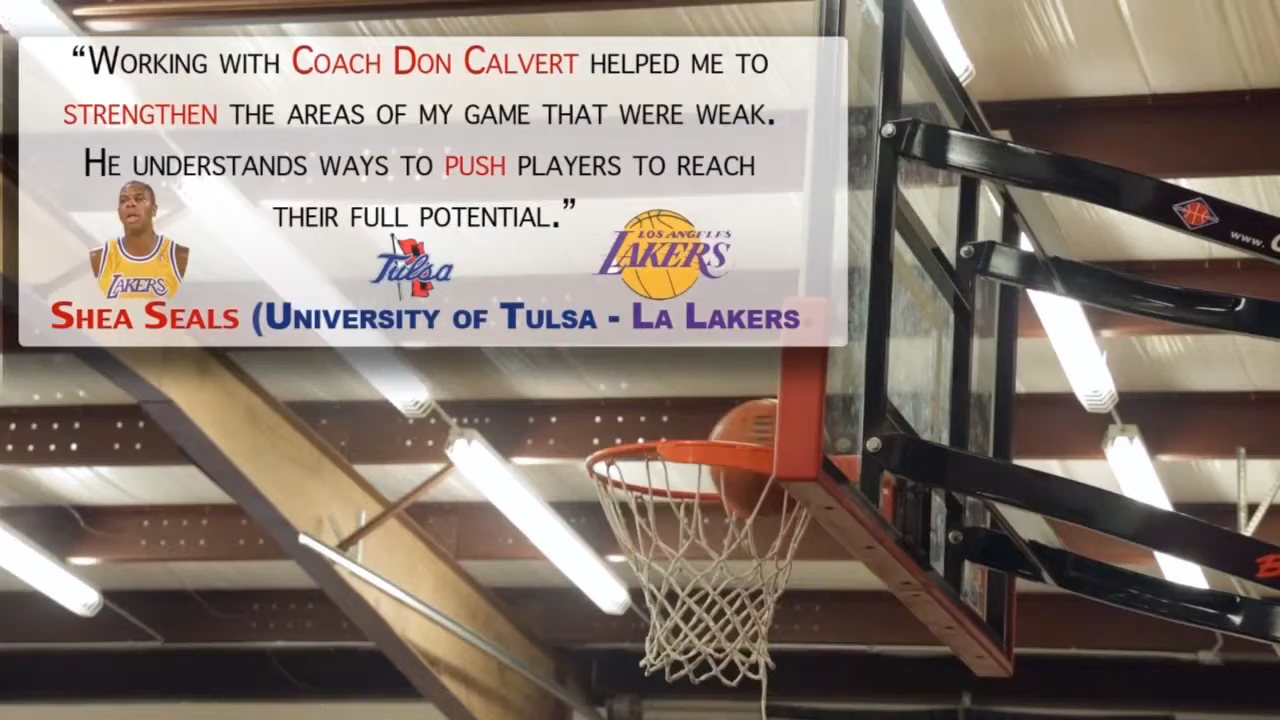 “Working with Coach Don Calvert helped me to
strengthen the areas of my game that were weak.
He understands ways to push players to reach
their full potential.”
LAKERS
Tulsa
LOS ANGELES
LAKERS
Shea Seals (University of Tulsa - La Lakers
www.